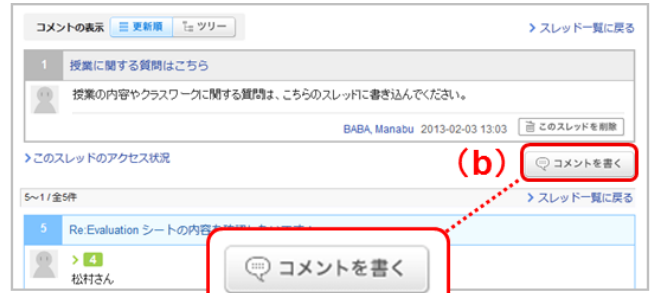 コメントの表示 更新順 ツリー
> スレッド一覧に戻る
1 授業に関する質問はこちら
授業の内容やクラスワークに関する質問は、こちらのスレッドに書き込んでください。
BABA, Manabu 2013-02-03 13:03 このスレッドを削除
> このスレッドのアクセス状況
(b)
コメントを書く
5~1 / 全5件
> スレッド一覧に戻る
5 Re:Evaluation シートの内容
> 4
松村さん
コメントを書く